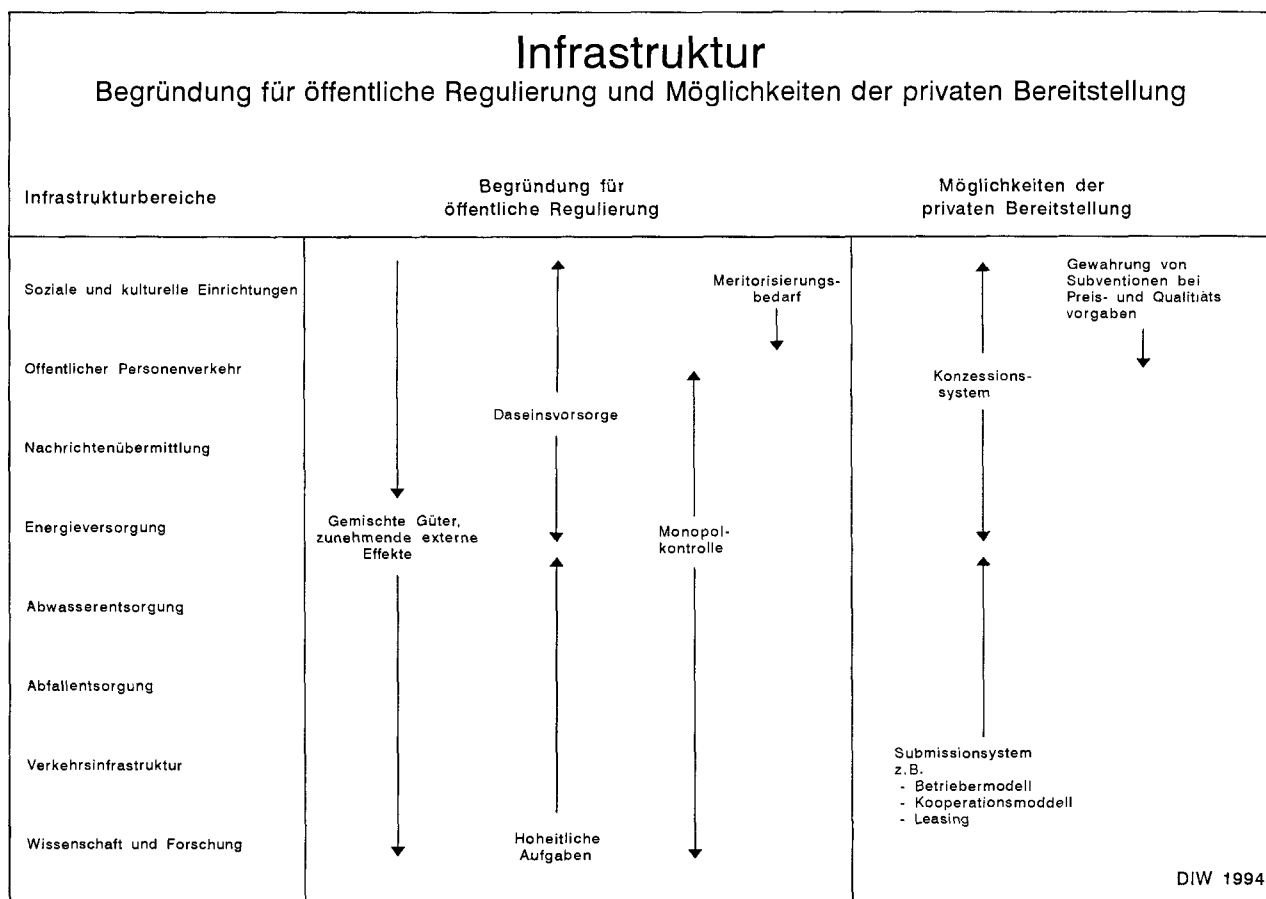 Infrastruktur
Begründung für öffentliche Regulierung und Möglichkeiten der privaten Bereitstellung
Infrastrukturbereiche
Begründung für
öffentliche Regulierung
Möglichkeiten der
privaten Bereitstellung
Soziale und kulturelle Einrichtungen
Offentlicher Personenverkehr
Nachrichtenübermittlung
Energieversorgung
Abwasserentsorgung
Abfallentsorgung
Verkehrsinfrastruktur
Wissenschaft und Forschung
Gemischte Güter,
zunehmende externe
Effekte
Daseinsvorsorge
Hoheitliche
Aufgaben
Meritorisierungs-
bedarf
Monopol-
kontrolle
Konzessions-
system
Submissionsystem
z.B.
- Betriebermodell
- Kooperationsmoddell
- Leasing
Gewahrung von
Subventionen bei
Preis- und Qualitiäts
vorgaben
DIW 1994